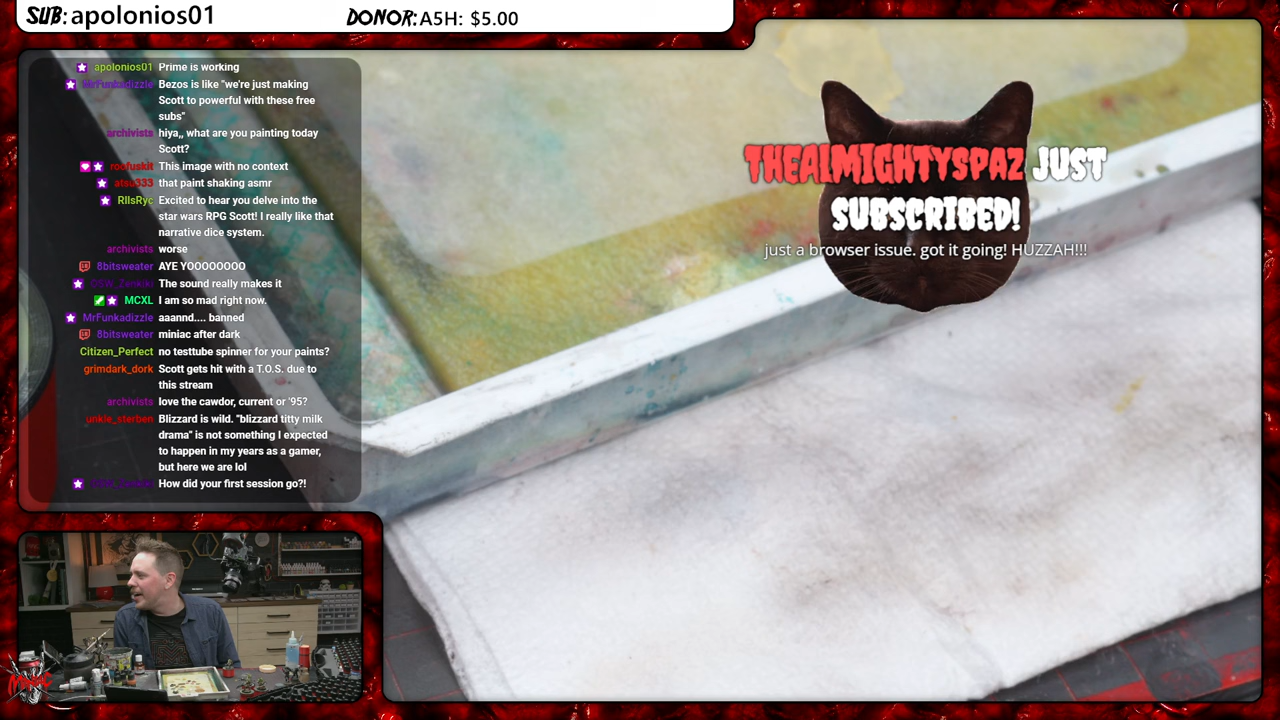 SUB: apolonios01
DONOR: A5H: $5.00
apolonios01 Prime is working
MrFunkadizzle Bezos is like "we're just making
Scott to powerful with these free
subs"
archivists hiya,, what are you painting today
Scott?
roofuskit This image with no context
atsu333 that paint shaking asmr
RllsRyc Excited to hear you delve into the
star wars RPG Scott! I really like that
narrative dice system.
archivists worse
8bitsweater AYE YOOOOOOOO
The sound really makes it
MCXL I am so mad right now.
MrFunkadizzle aaannd.... banned
8bitsweater miniac after dark
Citizen_Perfect no testtube spinner for your paints?
grimdark_dork Scott gets hit with a T.O.S. due to
this stream
archivists love the cawdor, current or '95?
unkle_sterben Blizzard is wild. "blizzard titty milk
drama" is not something I expected
to happen in my years as a gamer,
but here we are lol
How did your first session go?!
THEALMIGHTYSPAZ JUST
SUBSCRIBED!
just a browser issue. got it going! HUZZAH!!!